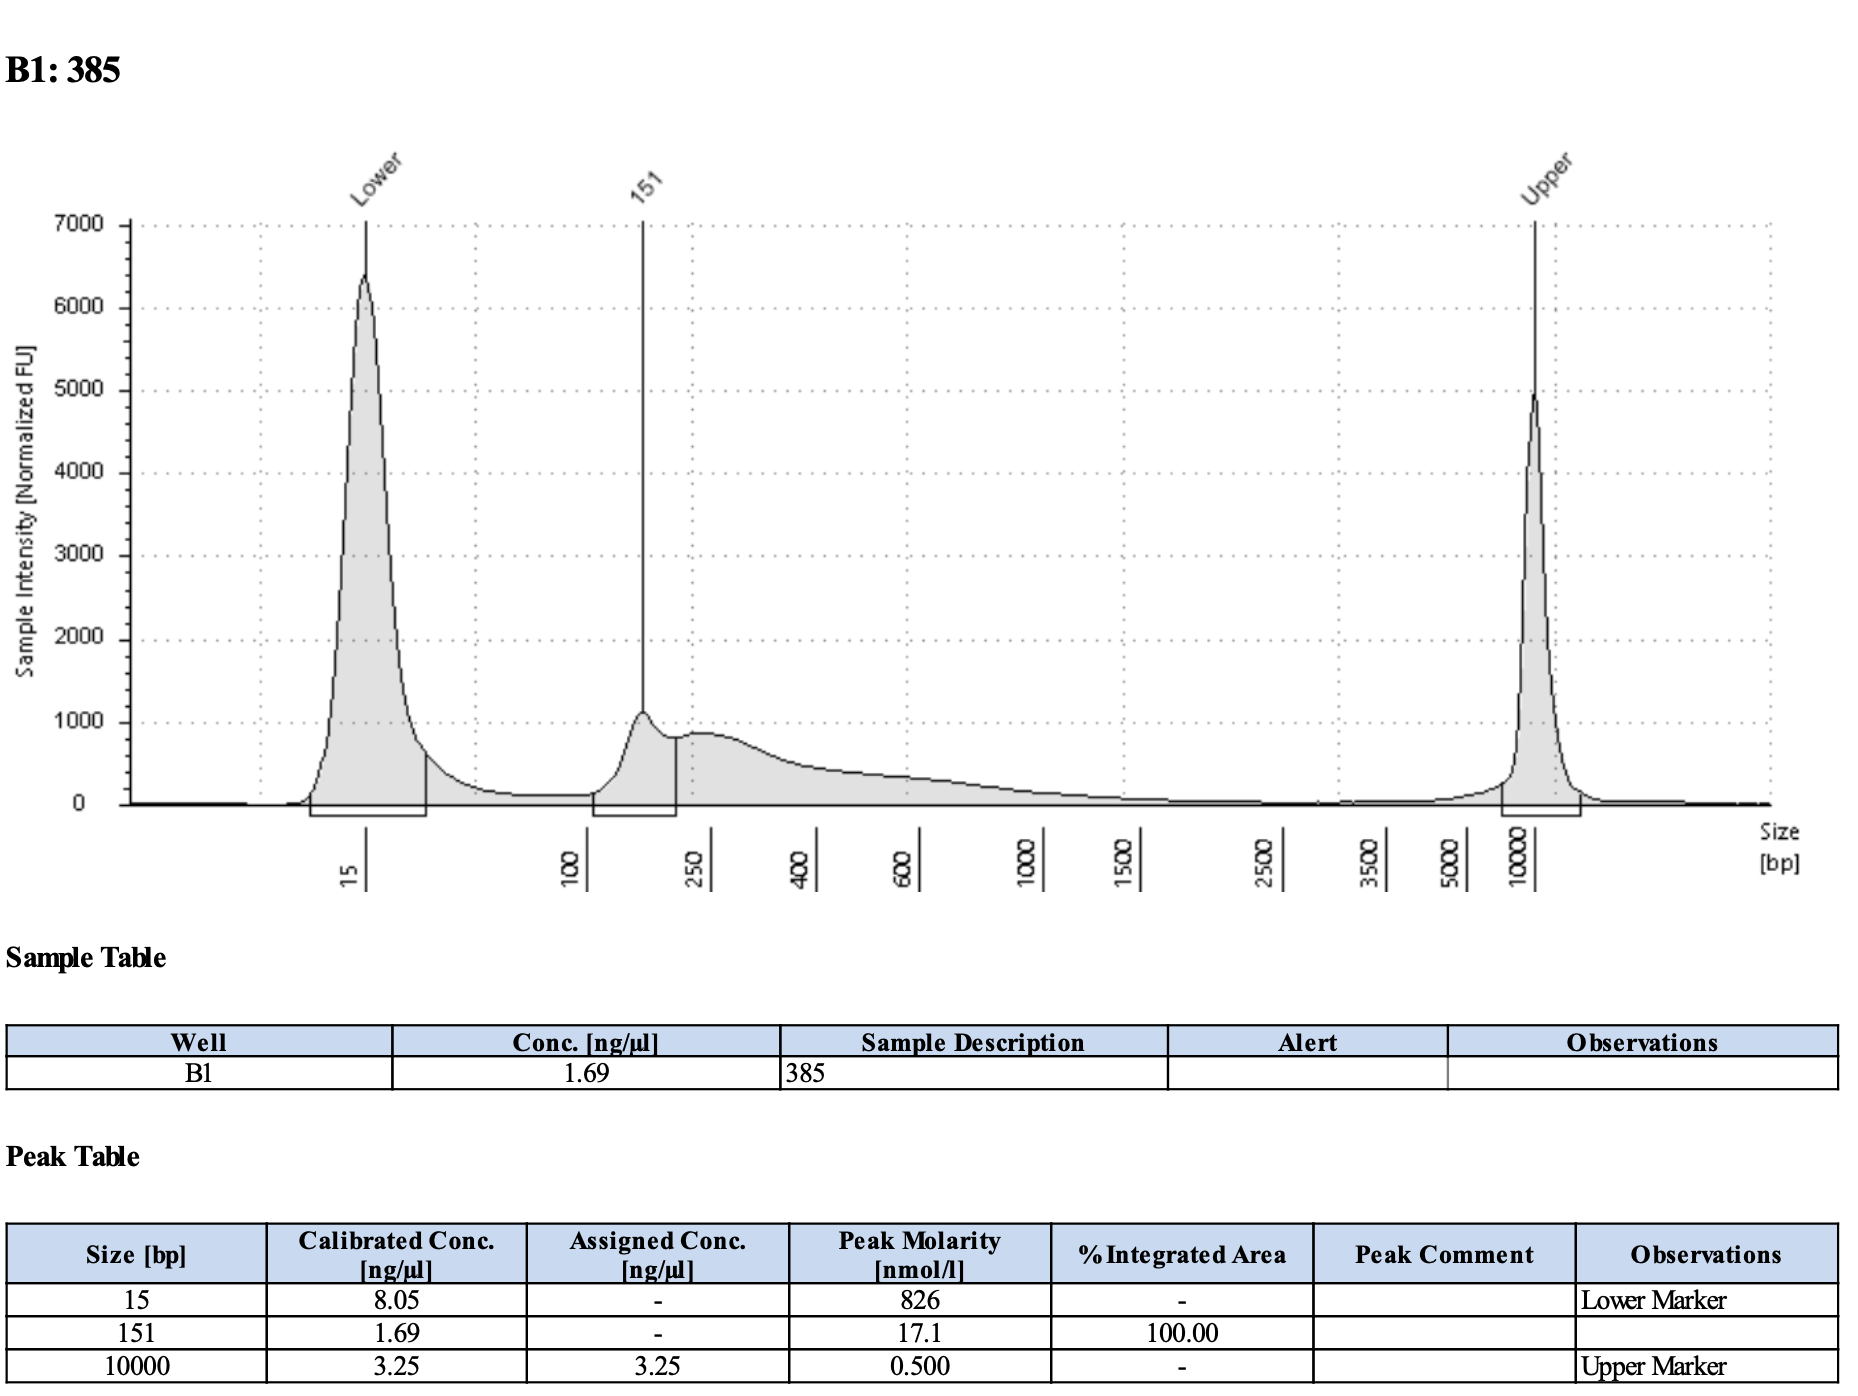 B1: 385
Lower
151
Upper
Sample Intensity [Normalized FU]
7000
6000
5000
4000
3000
2000
1000
0
15
100
250
400
600
1000
1500
2500
3500
5000
10000
Size
[bp]
Sample Table
Well Conc. [ng/µl] Sample Description Alert Observations
B1 1.69 385
Peak Table
Size [bp] Calibrated Conc. [ng/µl] Assigned Conc. [ng/µl] Peak Molarity [nmol/l] % Integrated Area Peak Comment Observations
15 8.05 - 826 - Lower Marker
151 1.69 - 17.1 100.00
10000 3.25 3.25 0.500 - Upper Marker